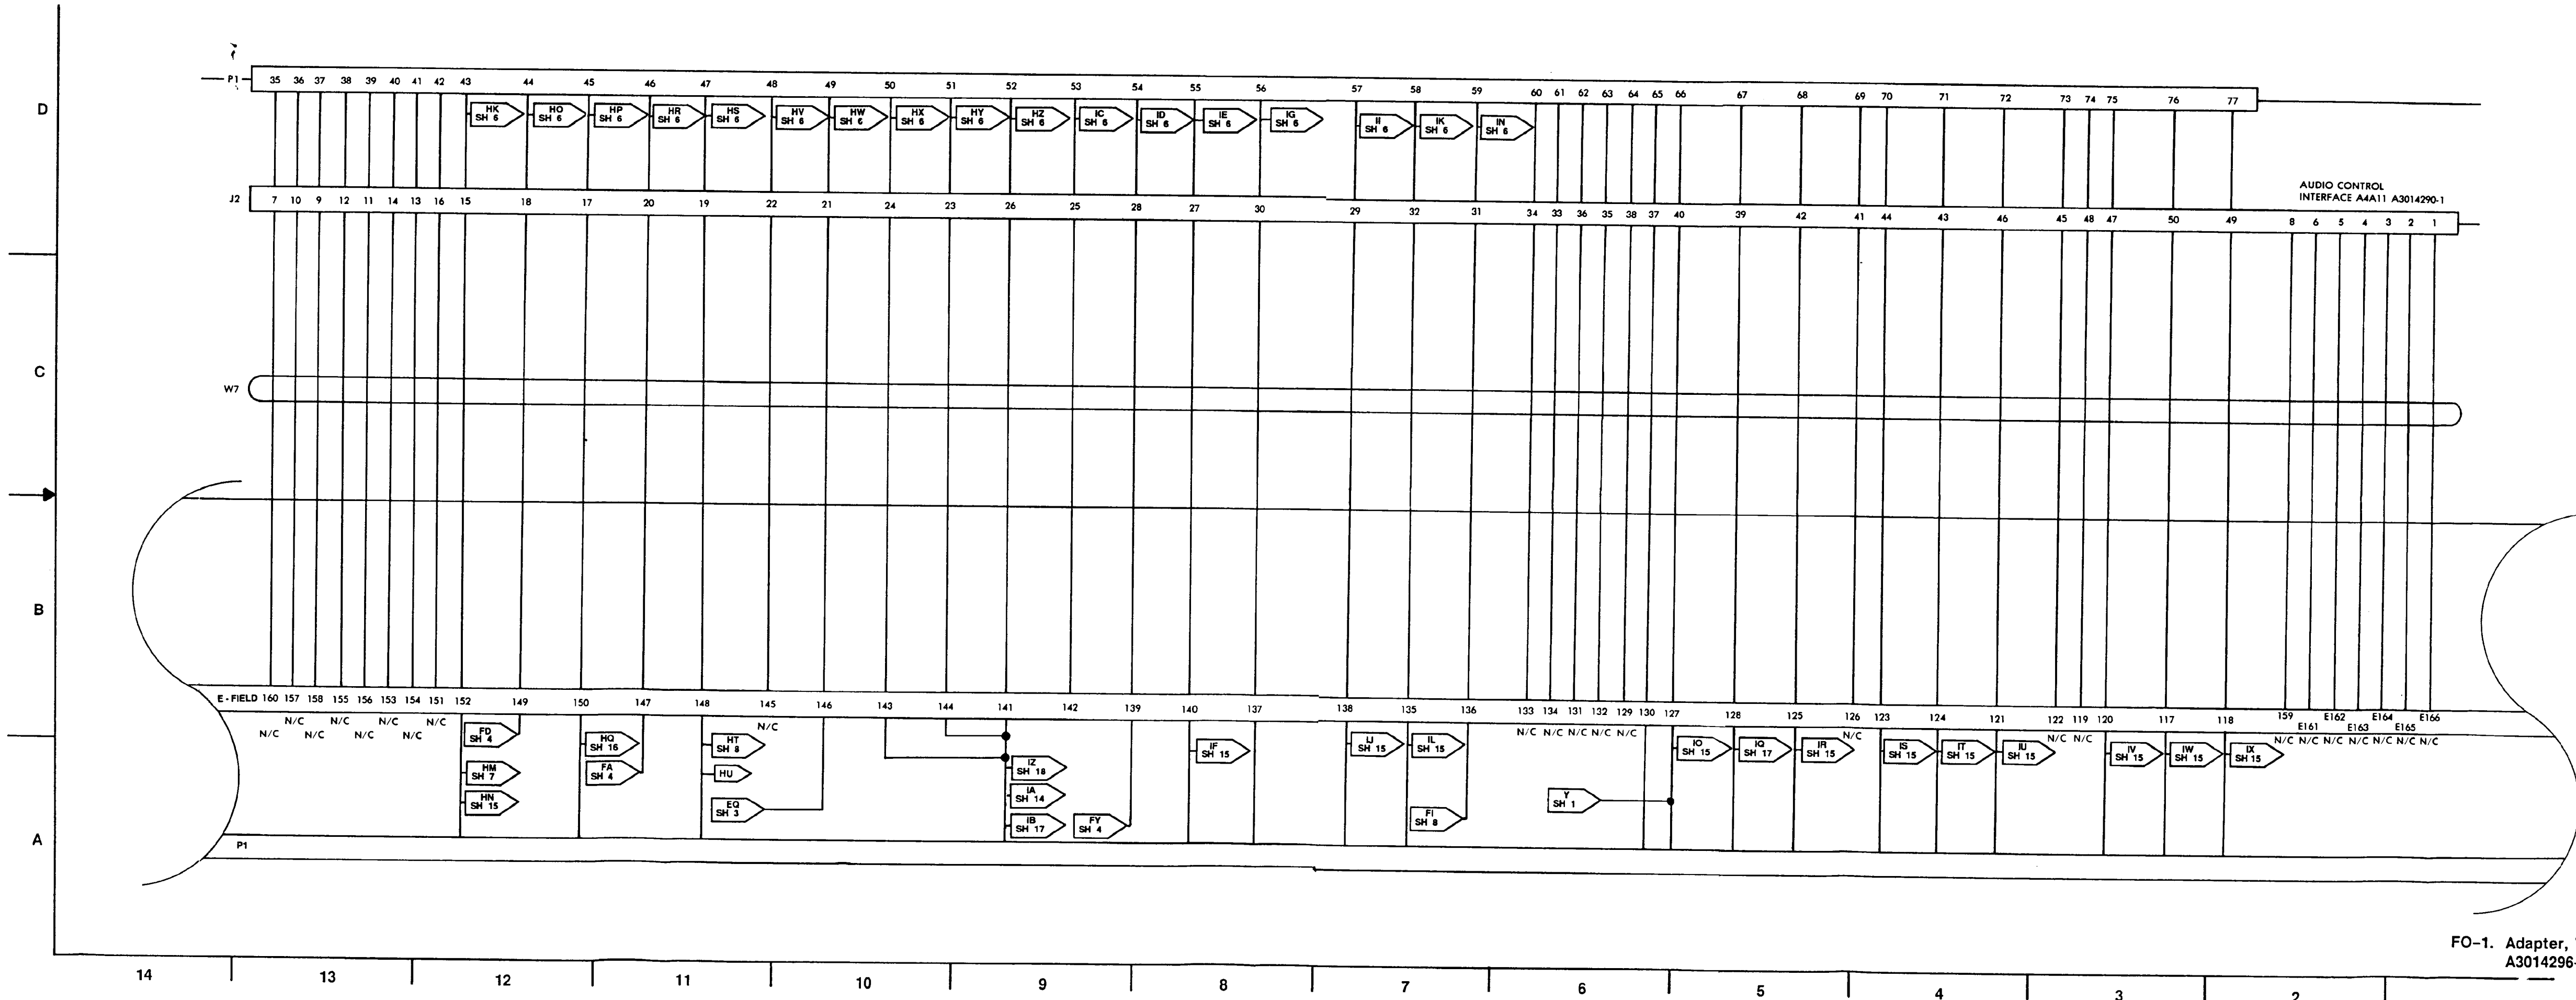 D
P1 35 36 37 38 39 40 41 42 43 44 45 46 47 48 49 50 51 52 53 54 55 56 57 58 59 60 61 62 63 64 65 66 67 68 69 70 71 72 73 74 75 76 77
HK HO HP HR HS HV HW HX HY HZ IC ID IE IG II IK IN
SH 6 SH 6 SH 6 SH 6 SH 6 SH 6 SH 6 SH 6 SH 6 SH 6 SH 6 SH 6 SH 6 SH 6 SH 6 SH 6 SH 6
AUDIO CONTROL
INTERFACE A4A11 A3014290-1
J2 7 10 9 12 11 14 13 16 15 18 17 20 19 22 21 24 23 26 25 28 27 30 29 32 31 34 33 36 35 38 37 40 39 42 41 44 43 46 45 48 47 50 49 8 6 5 4 3 2 1
C
W7
B
E-FIELD 160 157 158 155 156 153 154 151 152 149 150 147 148 145 146 143 144 141 142 139 140 137 138 135 136 133 134 131 132 129 130 127 128 125 126 123 124 121 122 119 120 117 118 159 E161 E162 E163 E164 E165 E166
N/C N/C N/C N/C N/C N/C N/C N/C N/C N/C N/C N/C N/C N/C N/C N/C N/C N/C N/C N/C N/C N/C N/C
FD
SH 4
HM
SH 7
HN
SH 15
HQ
SH 16
FA
SH 4
HT
SH 8
HU
EQ
SH 3
IZ
SH 18
IA
SH 14
IB
SH 17
FY
SH 4
IF
SH 15
IJ
SH 15
IL
SH 15
FI
SH 8
Y
SH 1
IO
SH 15
IQ
SH 17
IR
SH 15
IS
SH 15
IT
SH 15
IU
SH 15
IV
SH 15
IW
SH 15
IX
SH 15
A
P1
FO-1. Adapter,
A3014296-
14 13 12 11 10 9 8 7 6 5 4 3 2